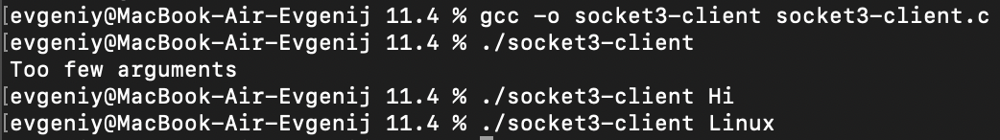 [evgeniy@MacBook-Air-Evgenij 11.4 % gcc -o socket3-client socket3-client.c
[evgeniy@MacBook-Air-Evgenij 11.4 % ./socket3-client
Too few arguments
[evgeniy@MacBook-Air-Evgenij 11.4 % ./socket3-client Hi
[evgeniy@MacBook-Air-Evgenij 11.4 % ./socket3-client Linux